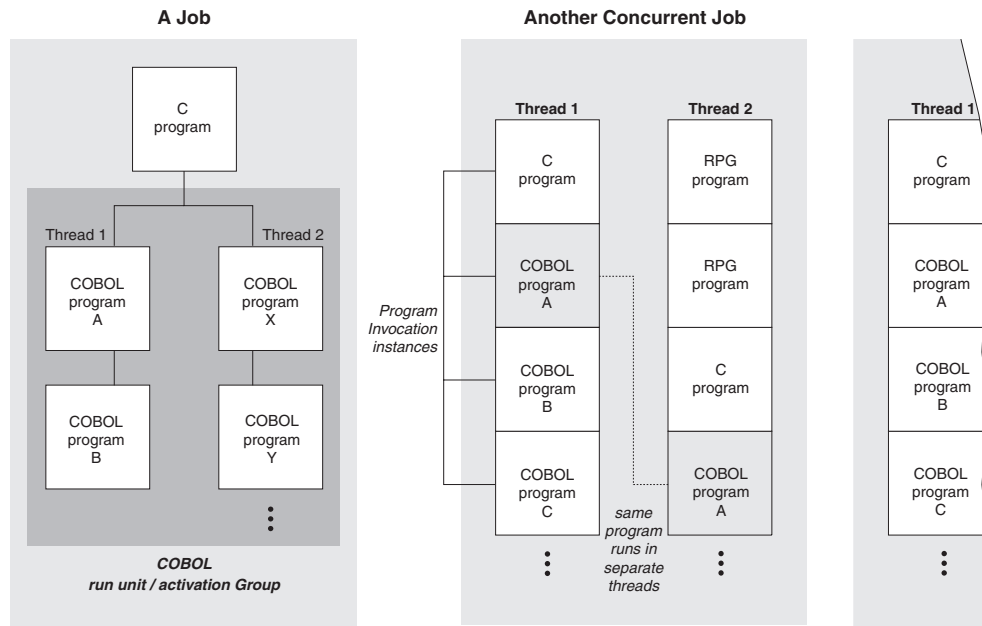 A Job
C
program
Thread 1
Thread 2
COBOL
program
A
COBOL
program
X
COBOL
program
B
COBOL
program
Y
COBOL
run unit / activation Group
Another Concurrent Job
Thread 1
Thread 2
C
program
RPG
program
COBOL
program
A
RPG
program
Program
Invocation
instances
COBOL
program
B
C
program
COBOL
program
C
COBOL
program
A
same
program
runs in
separate
threads
Thread 1
C
program
COBOL
program
A
COBOL
program
B
COBOL
program
C